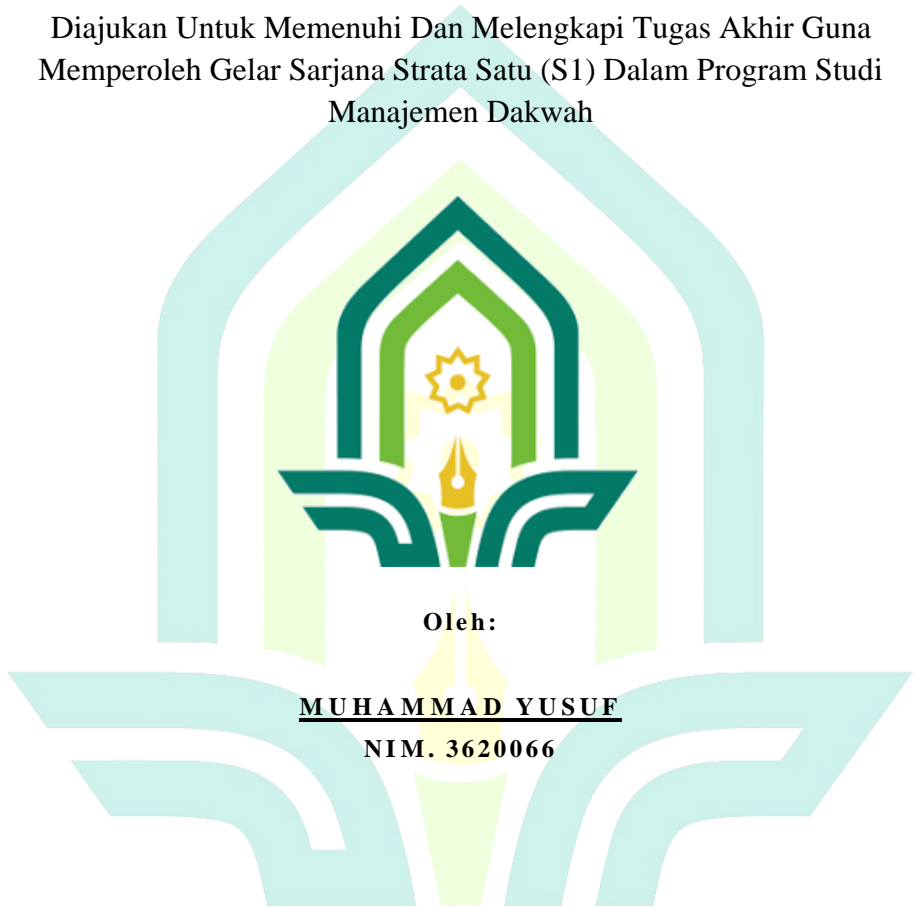 Diajukan Untuk Memenuhi Dan Melengkapi Tugas Akhir Guna
Memperoleh Gelar Sarjana Strata Satu (S1) Dalam Program Studi
Manajemen Dakwah
Oleh:
MUHAMMAD YUSUF
NIM. 3620066